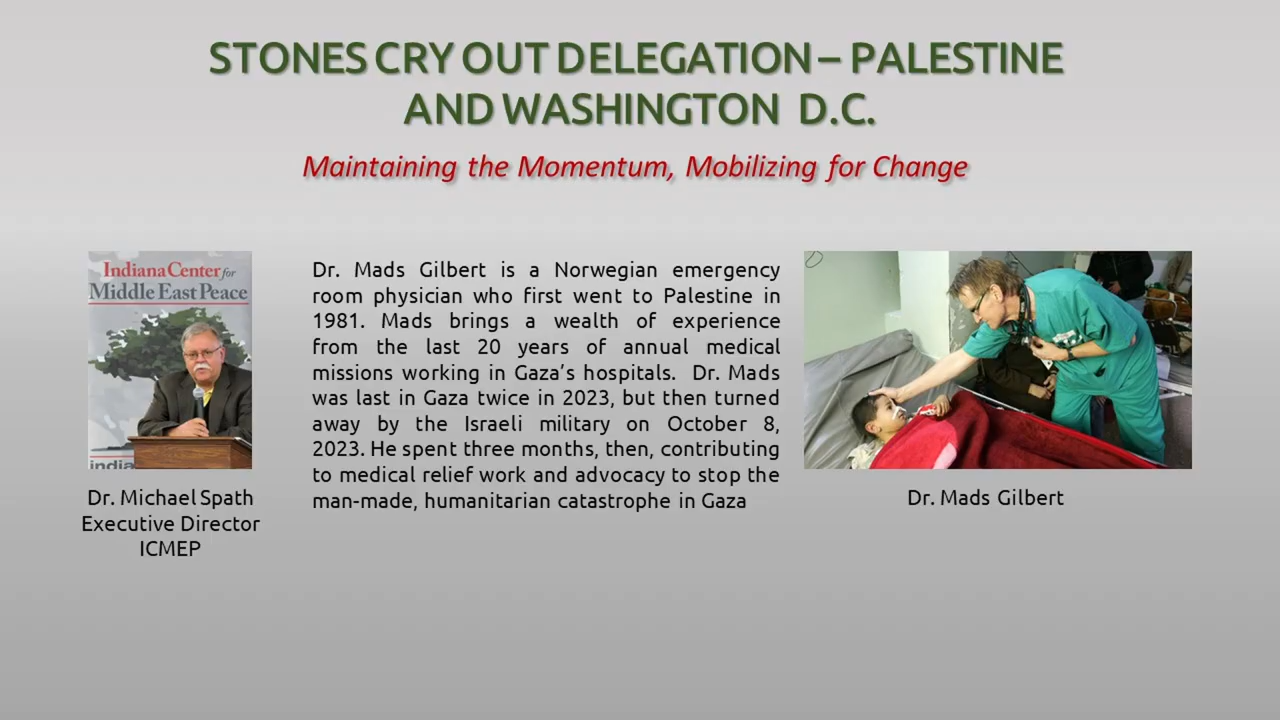 STONES CRY OUT DELEGATION – PALESTINE
AND WASHINGTON D.C.
Maintaining the Momentum, Mobilizing for Change
Indiana Center for
Middle East Peace
india
Dr. Michael Spath
Executive Director
ICMEP
Dr. Mads Gilbert is a Norwegian emergency
room physician who first went to Palestine in
1981. Mads brings a wealth of experience
from the last 20 years of annual medical
missions working in Gaza’s hospitals. Dr. Mads
was last in Gaza twice in 2023, but then turned
away by the Israeli military on October 8,
2023. He spent three months, then, contributing
to medical relief work and advocacy to stop the
man-made, humanitarian catastrophe in Gaza
Dr. Mads Gilbert